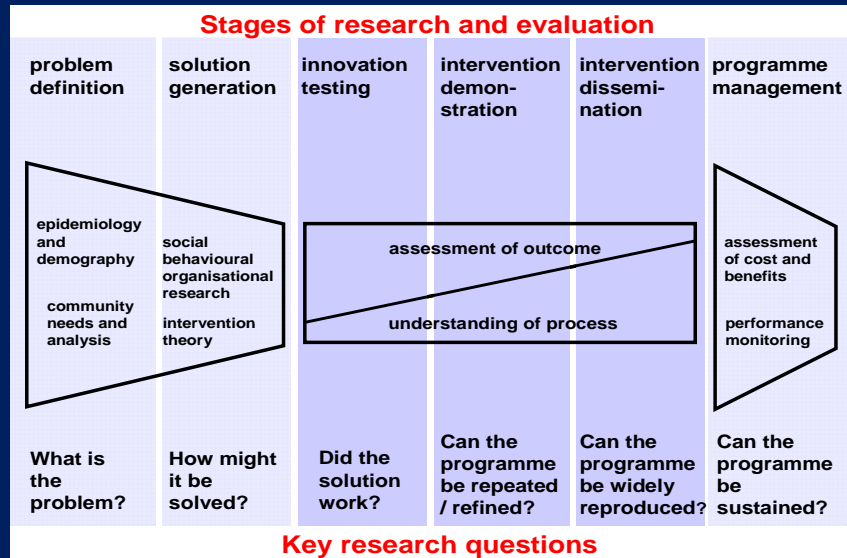 Stages of research and evaluation
problem
definition
solution
generation
innovation
testing
intervention
demon-
stration
intervention
dissemi-
nation
programme
management
epidemiology
and
demography
community
needs and
analysis
social
behavioural
organisational
research
intervention
theory
assessment of outcome
understanding of process
assessment
of cost and
benefits
performance
monitoring
What is
the
problem?
How might
it be
solved?
Did the
solution
work?
Can the
programme
be repeated
/ refined?
Can the
programme
be widely
reproduced?
Can the
programme
be
sustained?
Key research questions